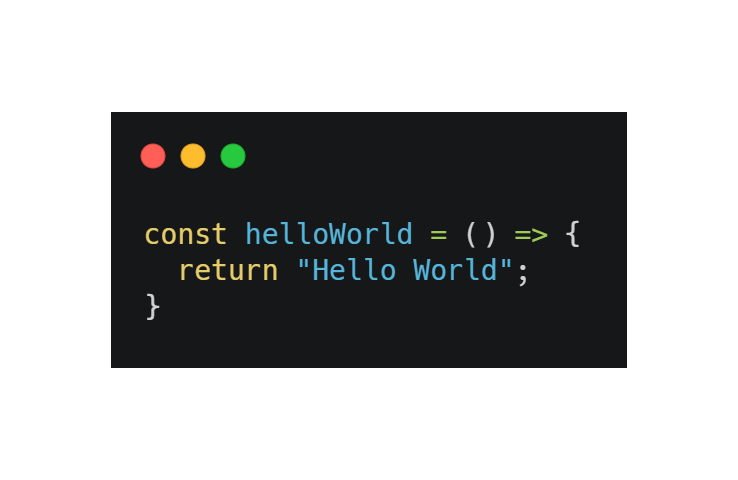 const helloWorld = () => {
  return "Hello World";
}